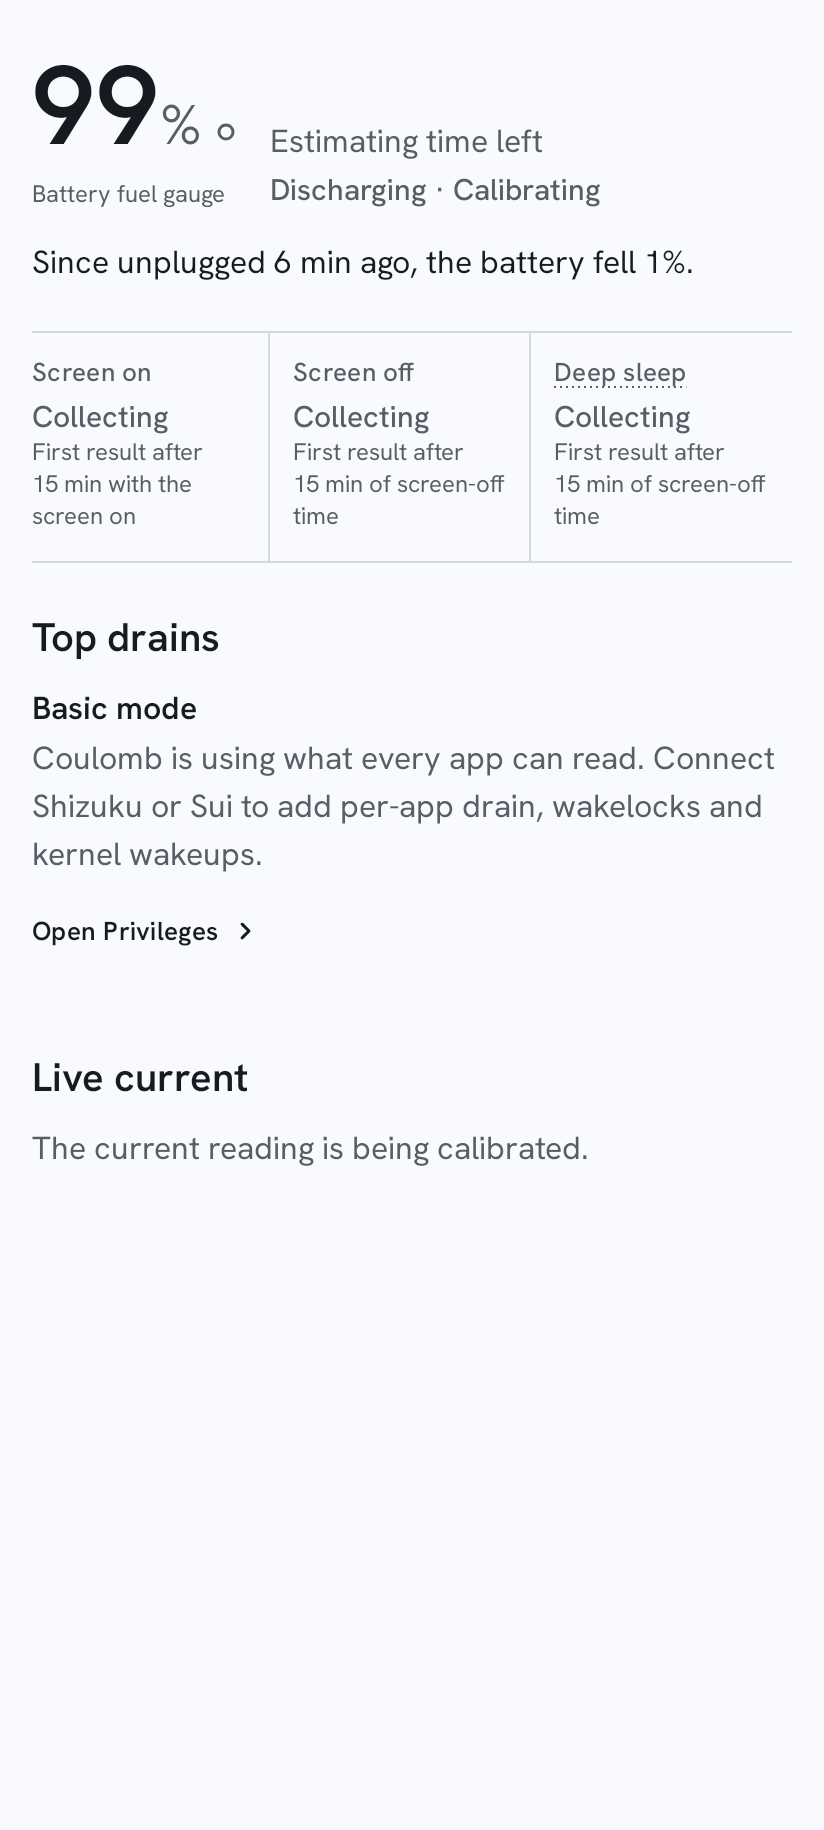 99%
Estimating time left
Battery fuel gauge
Discharging · Calibrating
Since unplugged 6 min ago, the battery fell 1%.
Screen on
Collecting
First result after
15 min with the
screen on
Screen off
Collecting
First result after
15 min of screen-off
time
Deep sleep
Collecting
First result after
15 min of screen-off
time
Top drains
Basic mode
Coulomb is using what every app can read. Connect
Shizuku or Sui to add per-app drain, wakelocks and
kernel wakeups.
Open Privileges
Live current
The current reading is being calibrated.